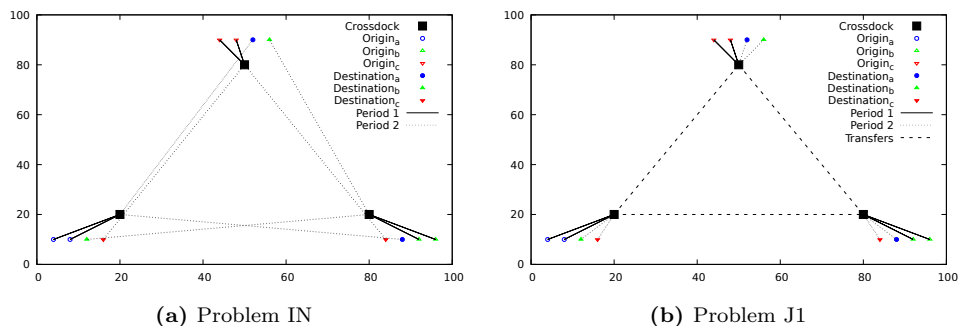 100
80
60
40
20
0
0
20
40
60
80
100
Crossdock
Origin_a
Origin_b
Origin_c
Destination_a
Destination_b
Destination_c
Period 1
Period 2
(a) Problem IN
100
80
60
40
20
0
0
20
40
60
80
100
Crossdock
Origin_a
Origin_b
Origin_c
Destination_a
Destination_b
Destination_c
Period 1
Period 2
Transfers
(b) Problem J1